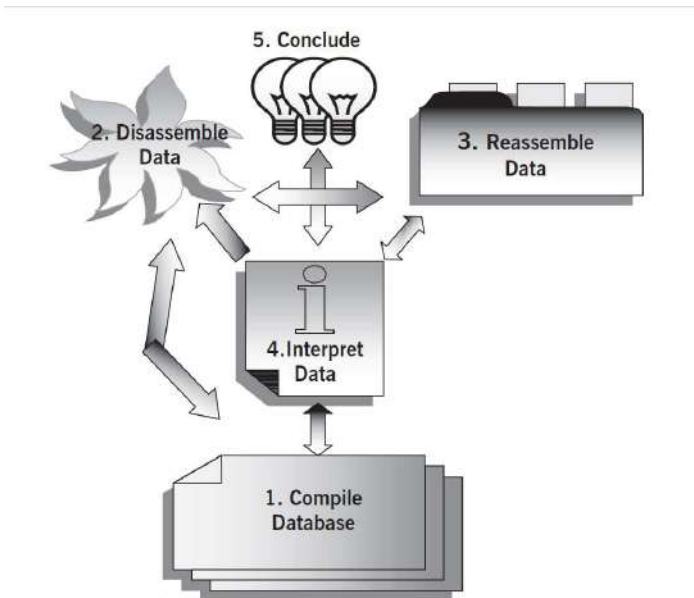 5. Conclude
2. Disassemble
Data
3. Reassemble
Data
4.Interpret
Data
1. Compile
Database